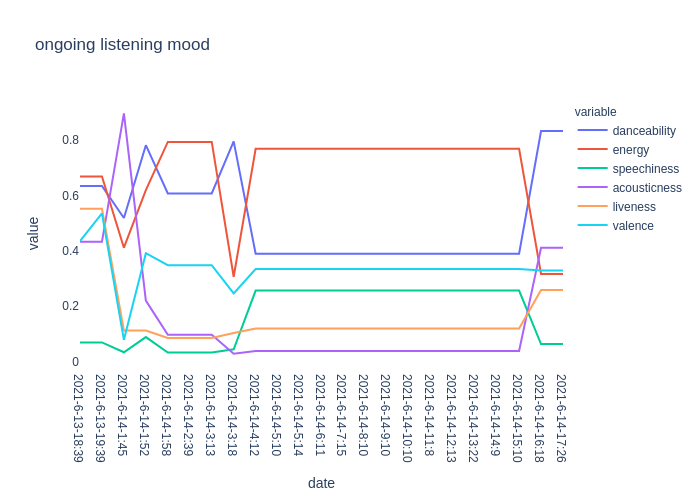 ongoing listening mood
variable
danceability
energy
speechiness
acousticness
liveness
valence
value
0.8
0.6
0.4
0.2
0
2021-6-13-18:39
2021-6-13-19:39
2021-6-14-1:45
2021-6-14-1:52
2021-6-14-1:58
2021-6-14-2:39
2021-6-14-3:13
2021-6-14-3:18
2021-6-14-4:12
2021-6-14-5:10
2021-6-14-5:14
2021-6-14-6:11
2021-6-14-7:15
2021-6-14-8:10
2021-6-14-9:10
2021-6-14-10:10
2021-6-14-11:8
2021-6-14-12:13
2021-6-14-13:22
2021-6-14-14:9
2021-6-14-15:10
2021-6-14-16:18
2021-6-14-17:26
date